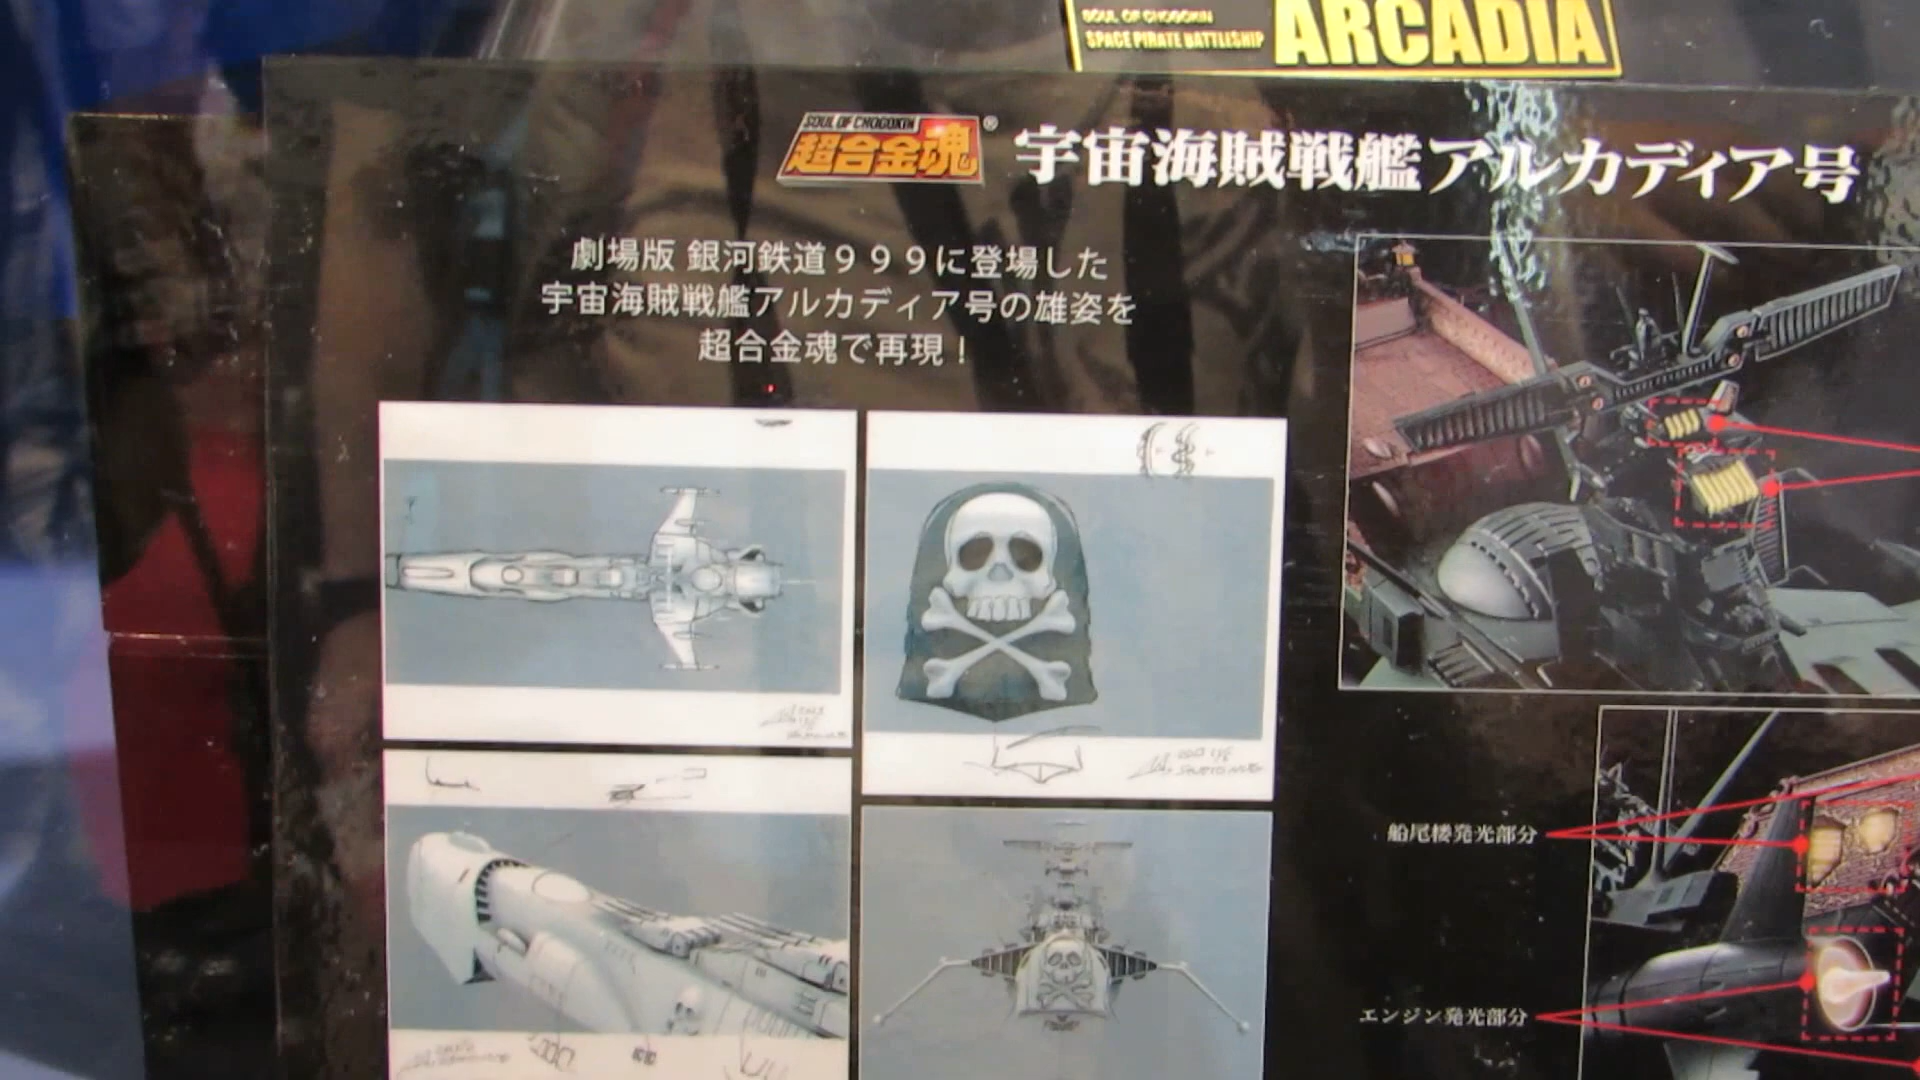 SOUL OF CHOGOKIN
SPACE PIRATE BATTLESHIP
ARCADIA
SOUL OF CHOGOKIN
超合金魂®
宇宙海賊戦艦アルカディア号
劇場版 銀河鉄道９９９に登場した
宇宙海賊戦艦アルカディア号の雄姿を
超合金魂で再現！
船尾楼発光部分
エンジン発光部分